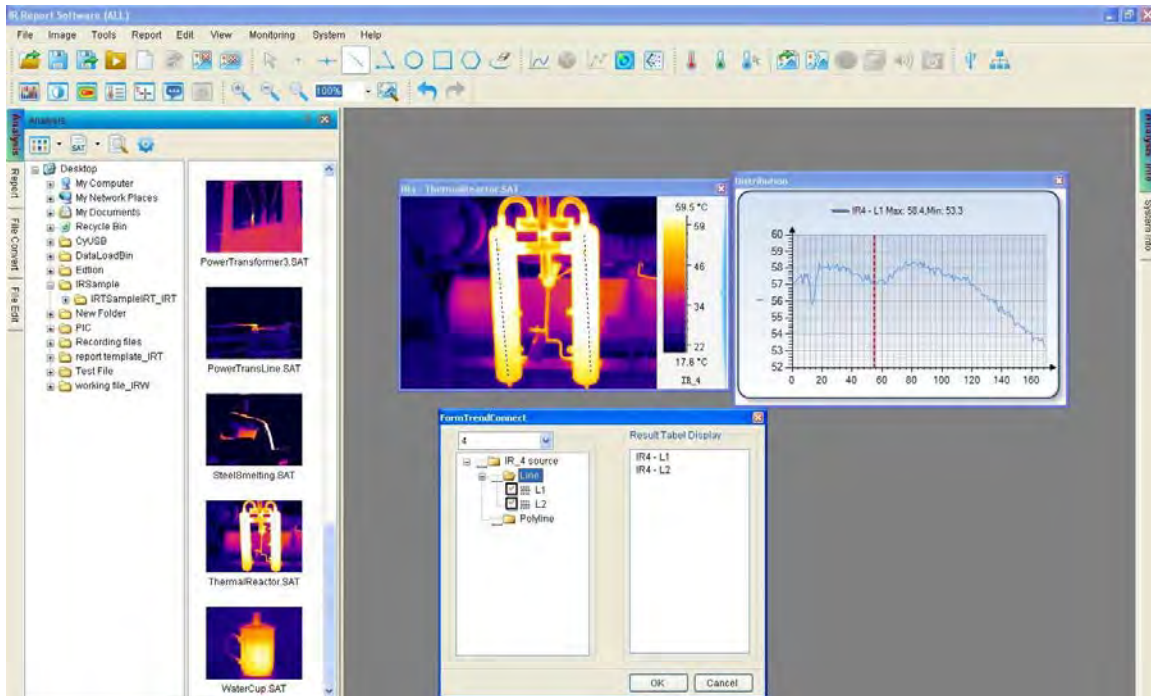 IR Report Software (ALL)
File Image Tools Report Edit View Monitoring System Help
100%
Analysis
Report
File Convert
File Edit
Analysis
SAT
Desktop
My Computer
My Network Places
My Documents
Recycle Bin
CyUSB
DataLoadBin
Edtion
IRSample
IRTSampleIRT_IRT
New Folder
PIC
Recording files
report template_IRT
Test File
working file_IRW
PowerTransformer3.SAT
PowerTransLine.SAT
SteelSmelting.SAT
ThermalReactor.SAT
WaterCup.SAT
ThermalReactor.SAT
59.5 °C
59
46
34
22
17.6 °C
IR_4
Distribution
IR4 - L1 Max: 58.4,Min: 53.3
60
59
58
57
56
55
54
53
52
0 20 40 60 80 100 120 140 160
FormTrendConnect
4
IR_4 source
Line
L1
L2
Polyline
Result Tabel Display
IR4 - L1
IR4 - L2
OK Cancel
Analysis Info
System Info